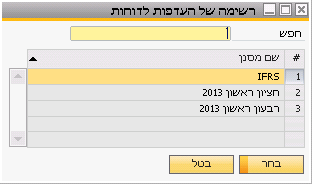 רשימה של העדפות לדוחות
חפש
# שם מסנן
1 IFRS
2 חציון ראשון 2013
3 רבעון ראשון 2013
בחר בטל